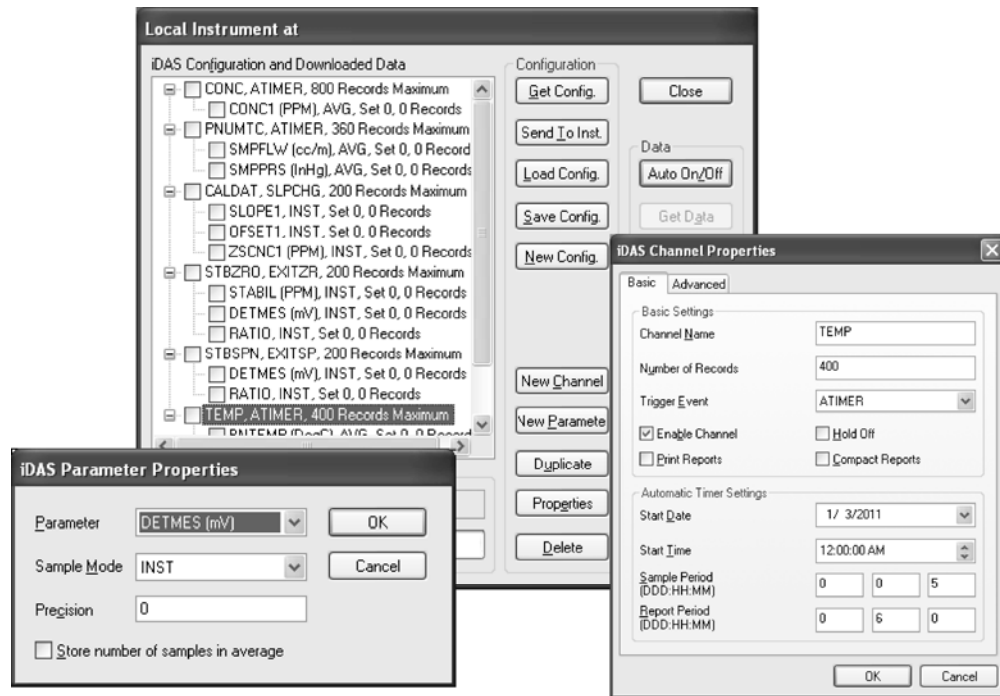 Local Instrument at
iDAS Configuration and Downloaded Data
CONC, ATIMER, 800 Records Maximum
CONC1 (PPM), AVG, Set 0, 0 Records
PNUMTC, ATIMER, 360 Records Maximum
SMPFLW (cc/m), AVG, Set 0, 0 Record
SMPPRS (InHg), AVG, Set 0, 0 Records
CALDAT, SLPCHG, 200 Records Maximum
SLOPE1, INST, Set 0, 0 Records
OFSET1, INST, Set 0, 0 Records
ZSCNC1 (PPM), INST, Set 0, 0 Records
STBZRO, EXITZR, 200 Records Maximum
STABIL (PPM), INST, Set 0, 0 Records
DETMES (mV), INST, Set 0, 0 Records
RATIO, INST, Set 0, 0 Records
STBSPN, EXITSP, 200 Records Maximum
DETMES (mV), INST, Set 0, 0 Records
RATIO, INST, Set 0, 0 Records
TEMP, ATIMER, 400 Records Maximum
BNTEMP (DegC), AVG, Set 0, 0 Record
Configuration
Get Config.
Send To Inst.
Load Config.
Save Config.
New Config.
New Channel
New Paramete
Duplicate
Properties
Delete
Close
Data
Auto On/Off
Get Data
iDAS Channel Properties
Basic
Advanced
Basic Settings
Channel Name TEMP
Number of Records 400
Trigger Event ATIMER
Enable Channel Hold Off
Print Reports Compact Reports
Automatic Timer Settings
Start Date 1/ 3/2011
Start Time 12:00:00 AM
Sample Period
(DDD:HH:MM) 0 0 5
Report Period
(DDD:HH:MM) 0 6 0
OK Cancel
iDAS Parameter Properties
Parameter DETMES (mV) OK
Sample Mode INST Cancel
Precision 0
Store number of samples in average